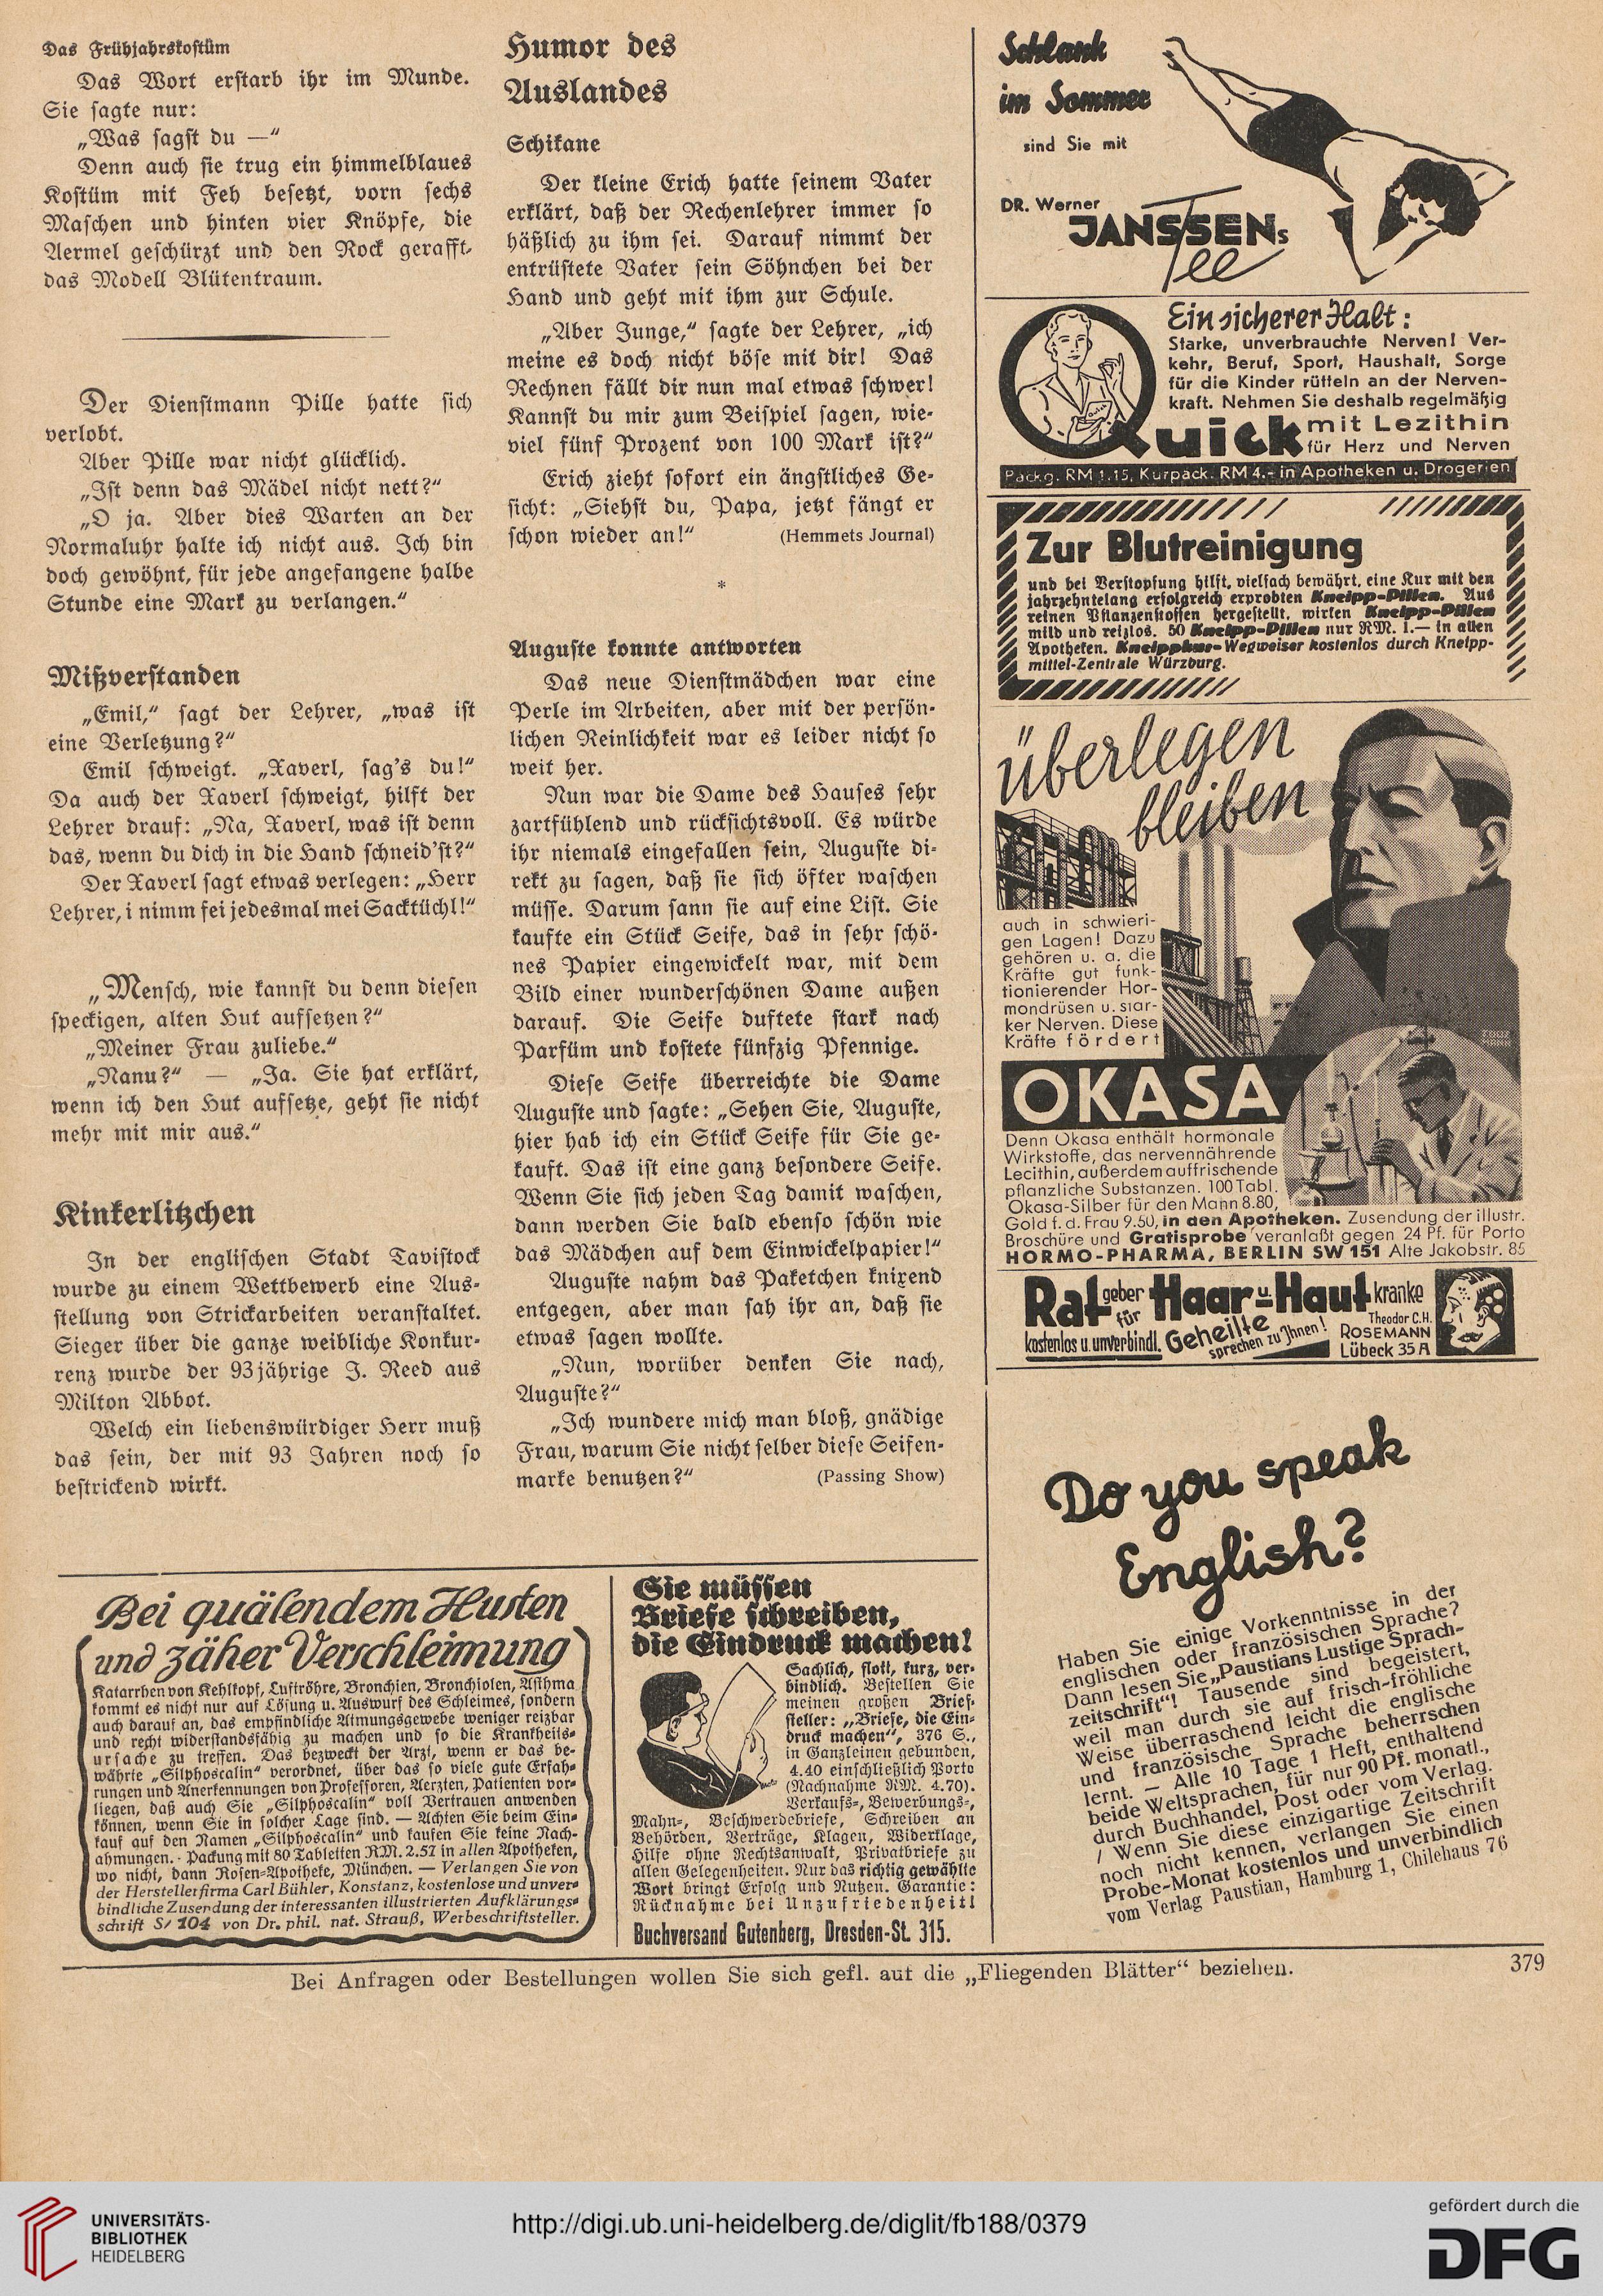 Das Frühjahrskostüm
Das Wort erstarb ihr im Munde.
Sie sagte nur:
„Was sagst du —“
Denn auch sie trug ein himmelblaues
Kostüm mit Feh besetzt, vorn sechs
Maschen und hinten vier Knöpfe, die
Aermel geschürzt und den Rock gerafft-
das Modell Blütentraum.
Der Dienstmann Pille hatte sich
verlobt.
Aber Pille war nicht glücklich.
„Ist denn das Mädel nicht nett?“
„O ja. Aber dies Warten an der
Normaluhr halte ich nicht aus. Ich bin
doch gewöhnt, für jede angefangene halbe
Stunde eine Mark zu verlangen.“
Mißverstanden
„Emil,“ sagt der Lehrer, „was ist
eine Verletzung?“
Emil schweigt. „Xaverl, sag’s du!“
Da auch der Xaverl schweigt, hilft der
Lehrer drauf: „Na, Xaverl, was ist denn
das, wenn du dich in die Hand schneid’st?“
Der Xaverl sagt etwas verlegen: „Herr
Lehrer, i nimm fei jedesmal mei Sacktüchl!“
„Mensch, wie kannst du denn diesen
speckigen, alten Hut aufsetzen?“
„Meiner Frau zuliebe.“
„Nanu?“ — „Ja. Sie hat erklärt,
wenn ich den Hut aufsetze, geht sie nicht
mehr mit mir aus.“
Kinkerlitzchen
In der englischen Stadt Tavistock
wurde zu einem Wettbewerb eine Aus-
stellung von Strickarbeiten veranstaltet.
Sieger über die ganze weibliche Konkur-
renz wurde der 93jährige J. Reed aus
Milton Abbot.
Welch ein liebenswürdiger Herr muß
das sein, der mit 93 Jahren noch so
bestrickend wirkt.
Humor des
Auslandes
Schikane
Der kleine Erich hatte seinem Vater
erklärt, daß der Rechenlehrer immer so
häßlich zu ihm sei. Darauf nimmt der
entrüstete Vater sein Söhnchen bei der
Hand und geht mit ihm zur Schule.
„Aber Junge,“ sagte der Lehrer, „ich
meine es doch nicht böse mit dir! Das
Rechnen fällt dir nun mal etwas schwer!
Kannst du mir zum Beispiel sagen, wie-
viel fünf Prozent von 100 Mark ist?“
Erich zieht sofort ein ängstliches Ge-
sicht: „Siehst du, Papa, jetzt fängt er
schon wieder an!“ (Hemmets Journal)
*
Auguste konnte antworten
Das neue Dienstmädchen war eine
Perle im Arbeiten, aber mit der persön-
lichen Reinlichkeit war es leider nicht so
weit her.
Nun war die Dame des Hauses sehr
zartfühlend und rücksichtsvoll. Es würde
ihr niemals eingefallen sein, Auguste di-
rekt zu sagen, daß sie sich öfter waschen
müsse. Darum sann sie auf eine List. Sie
kaufte ein Stück Seife, das in sehr schö-
nes Papier eingewickelt war, mit dem
Bild einer wunderschönen Dame außen
darauf. Die Seife duftete stark nach
Parfüm und kostete fünfzig Pfennige.
Diese Seife überreichte die Dame
Auguste und sagte: „Sehen Sie, Auguste,
hier hab ich ein Stück Seife für Sie ge-
kauft. Das ist eine ganz besondere Seife.
Wenn Sie sich jeden Tag damit waschen,
dann werden Sie bald ebenso schön wie
das Mädchen auf dem Einwickelpapier!“
Auguste nahm das Paketchen knixend
entgegen, aber man sah ihr an, daß sie
etwas sagen wollte.
„Nun, worüber denken Sie nach,
Auguste?“
„Ich wundere mich man bloß, gnädige
Frau, warum Sie nicht selber diese Seifen-
marke benutzen?“ (Passing Show)
Schlank
im Sommer
sind Sie mit
DR. Werner
JANSSENs
Tee
Ein sicherer Halt:
Starke, unverbrauchte Nerven! Ver-
kehr, Beruf, Sport, Haushalt, Sorge
für die Kinder rütteln an der Nerven-
kraft. Nehmen Sie deshalb regelmäßig
Quick mit Lezithin
für Herz und Nerven
Packg. RM 1.15, Kurpack. RM 4.- in Apotheken u. Drogerien
Zur Blutreinigung
und bei Verstopfung hilft, vielfach bewährt, eine Kur mit den
jahrzehntelang erfolgreich erprobten Kneipp-Pillen. Aus
reinen Pflanzenstoffen hergestellt, wirken Kneipp-Pillen
mild und reizlos. 50 Kneipp-Pillen nur RM. 1.— in allen
Apotheken. Kneippkur-Wegweiser kostenlos durch Kneipp-
mittel-Zentrale Würzburg.
überlegen
bleiben
auch in schwieri-
gen Lagen! Dazu
gehören u. a. die
Kräfte gut funk-
tionierender Hor-
mondrüsen u. star-
ker Nerven. Diese
Kräfte fördert
OKASA
Denn Okasa enthält hormonale
Wirkstoffe, das nervennährende
Lecithin, außerdem auffrischende
pflanzliche Substanzen. 100 Tabl.
Okasa-Silber für den Mann 8.80,
Gold f. d. Frau 9.50, in den Apotheken. Zusendung der illustr.
Broschüre und Gratisprobe veranlaßt gegen 24 Pf. für Porto
HORMO-PHARMA, BERLIN SW 151 Alte Jakobstr. 85
Ratgeber für Haar- u. Hautkranke
kostenlos u. unverbindl. Geheilte sprechen zu Ihnen!
Theodor C.H.
ROSEMANN
Lübeck 35 A
Do you speak
English?
Haben Sie einige Vorkenntnisse in der
englischen oder französischen Sprache?
Dann lesen Sie „Paustians Lustige Sprach-
zeitschrift“! Tausende sind begeistert,
weil man durch sie auf frisch-fröhliche
Weise überraschend leicht die englische
und französische Sprache beherrschen
lernt. — Alle 10 Tage 1 Heft, enthaltend
beide Weltsprachen, für nur 90 Pf. monatl.,
durch Buchhandel, Post oder vom Verlag.
/ Wenn Sie diese einzigartige Zeitschrift
noch nicht kennen, verlangen Sie einen
Probe-Monat kostenlos und unverbindlich
vom Verlag Paustian, Hamburg 1, Chilehaus 76
Bei quälendem Husten
und zäher Verschleimung
Katarrhen von Kehlkopf, Luftröhre, Bronchien, Bronchiolen, Asthma
kommt es nicht nur auf Lösung u. Auswurf des Schleimes, sondern
auch darauf an, das empfindliche Atmungsgewebe weniger reizbar
und recht widerstandsfähig zu machen und so die Krankheits-
ursache zu treffen. Das bezweckt der Arzt, wenn er das be-
währte „Silphoscalin“ verordnet, über das so viele gute Erfah-
rungen und Anerkennungen von Professoren, Aerzten, Patienten vor-
liegen, daß auch Sie „Silphoscalin“ voll Vertrauen anwenden
können, wenn Sie in solcher Lage sind. — Achten Sie beim Ein-
kauf auf den Namen „Silphoscalin“ und kaufen Sie keine Nach-
ahmungen. - Packung mit 80 Tabletten RM. 2.57 in allen Apotheken,
wo nicht, dann Rosen-Apotheke, München. — Verlangen Sie von
der Herstellerfirma Carl Bühler, Konstanz, kostenlose und unver-
bindliche Zusendung der interessanten illustrierten Aufklärungs-
schrift S/ 104 von Dr. phil. nat. Strauß, Werbeschriftsteller.
Sie müssen
Briefe schreiben,
die Eindruck machen!
Sachlich, flott, kurz, ver-
bindlich. Bestellen Sie
meinen großen Brief-
steller: „Briefe, die Ein-
druck machen“, 376 S.,
in Ganzleinen gebunden,
4.40 einschließlich Porto
(Nachnahme RM. 4.70).
Verkaufs-, Bewerbungs-,
Mahn-, Beschwerdebriefe, Schreiben an
Behörden, Verträge, Klagen, Widerklage,
Hilfe ohne Rechtsanwalt, Privatbriefe zu
allen Gelegenheiten. Nur das richtig gewählte
Wort bringt Erfolg und Nutzen. Garantie:
Rücknahme bei Unzufriedenheit!
Buchversand Gutenberg, Dresden-St. 315.
Bei Anfragen oder Bestellungen wollen Sie sich gefl. auf die „Fliegenden Blätter“ beziehen.
379
UNIVERSITÄTS-
BIBLIOTHEK
HEIDELBERG
http://digi.ub.uni-heidelberg.de/diglit/fb188/0379
gefördert durch die
DFG